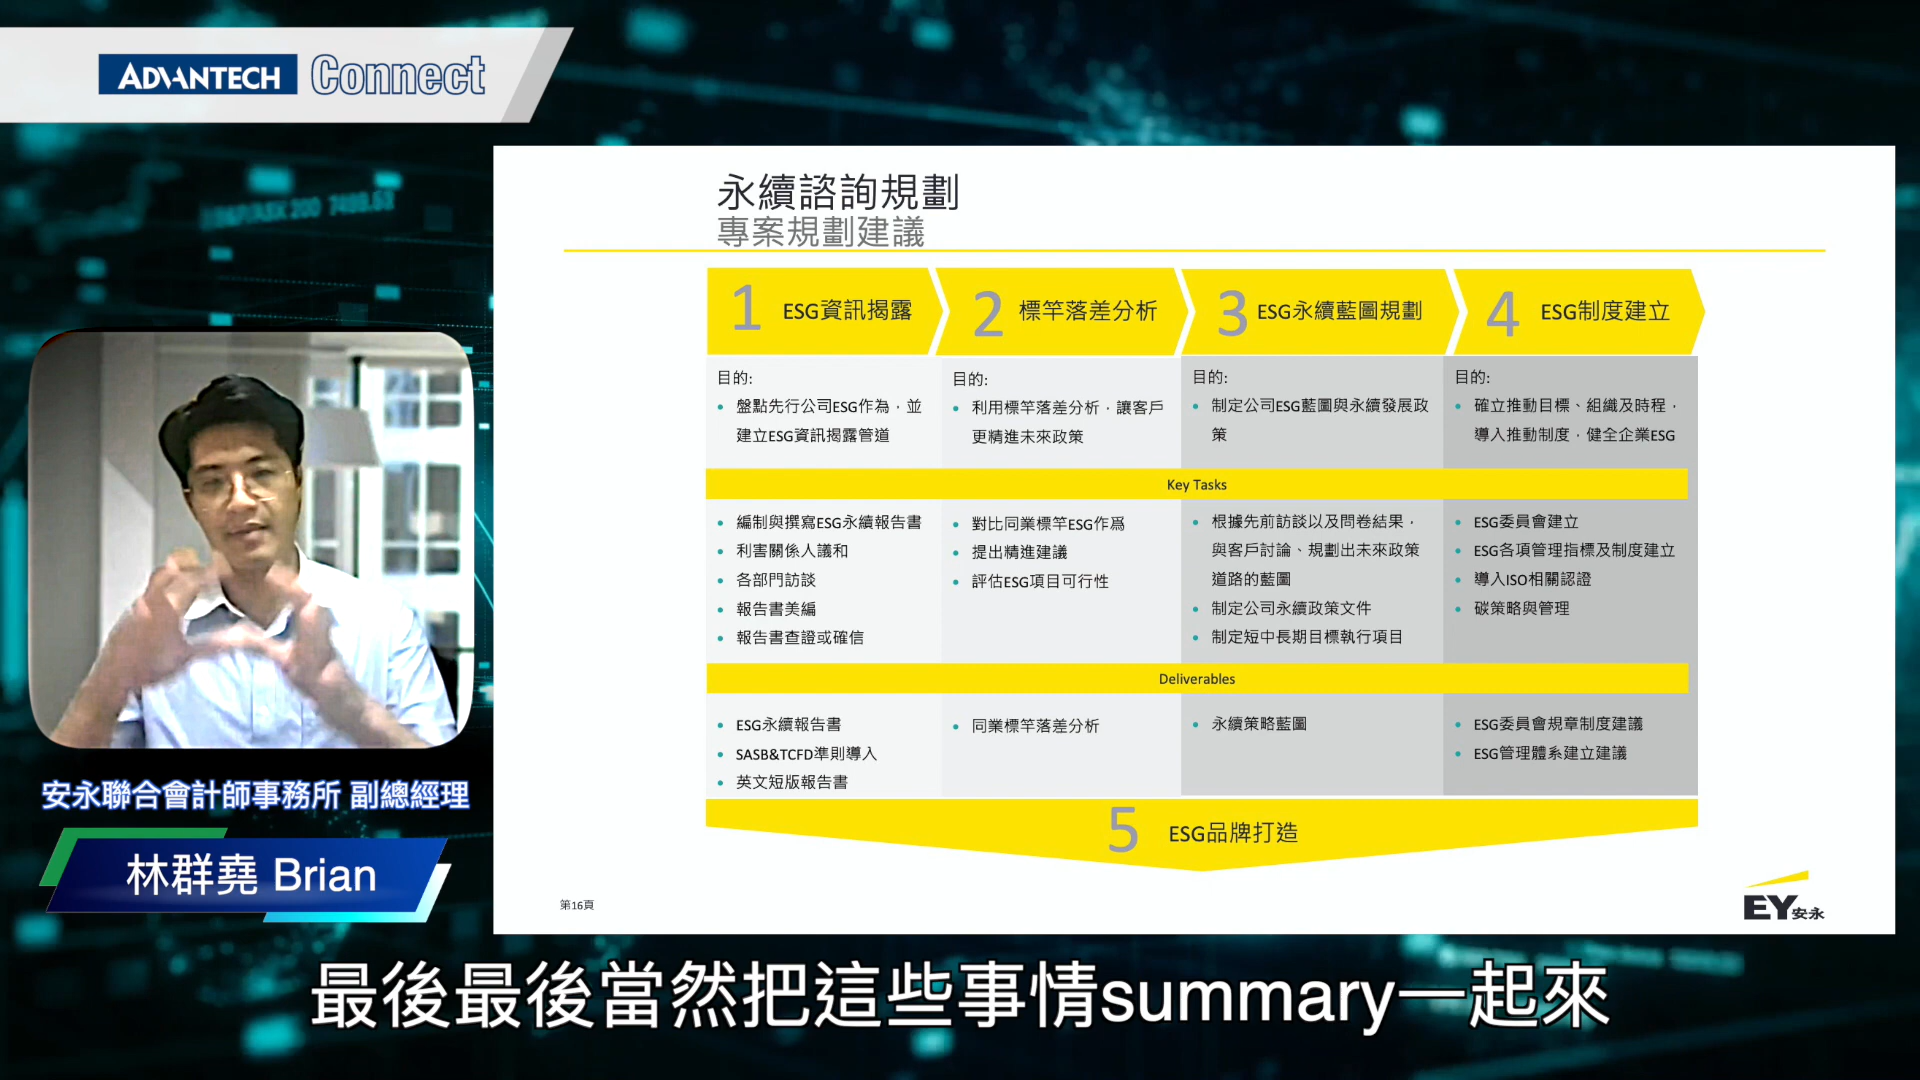 ADVANTECH Connect
永續諮詢規劃
專案規劃建議
1 ESG資訊揭露
2 標竿落差分析
3 ESG永續藍圖規劃
4 ESG制度建立
目的:
• 盤點先行公司ESG作為，並
建立ESG資訊揭露管道
目的:
• 利用標竿落差分析，讓客戶
更精進未來政策
目的:
• 制定公司ESG藍圖與永續發展政
策
目的:
• 確立推動目標、組織及時程，
導入推動制度，健全企業ESG
Key Tasks
• 編制與撰寫ESG永續報告書
• 利害關係人議和
• 各部門訪談
• 報告書美編
• 報告書查證或確信
• 對比同業標竿ESG作爲
• 提出精進建議
• 評估ESG項目可行性
• 根據先前訪談以及問卷結果，
與客戶討論、規劃出未來政策
道路的藍圖
• 制定公司永續政策文件
• 制定短中長期目標執行項目
• ESG委員會建立
• ESG各項管理指標及制度建立
• 導入ISO相關認證
• 碳策略與管理
Deliverables
• ESG永續報告書
• SASB&TCFD準則導入
• 英文短版報告書
• 同業標竿落差分析
• 永續策略藍圖
• ESG委員會規章制度建議
• ESG管理體系建立建議
5 ESG品牌打造
第16頁
EY安永
安永聯合會計師事務所 副總經理
林群堯 Brian
最後最後當然把這些事情summary一起來